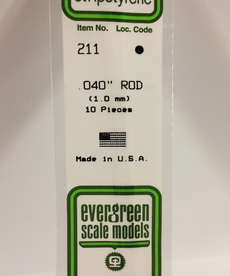 styrene
Item No. Loc. Code
211
.040" ROD
(1.0 mm)
10 Pieces
Made in U.S.A.
evergreen
scale models